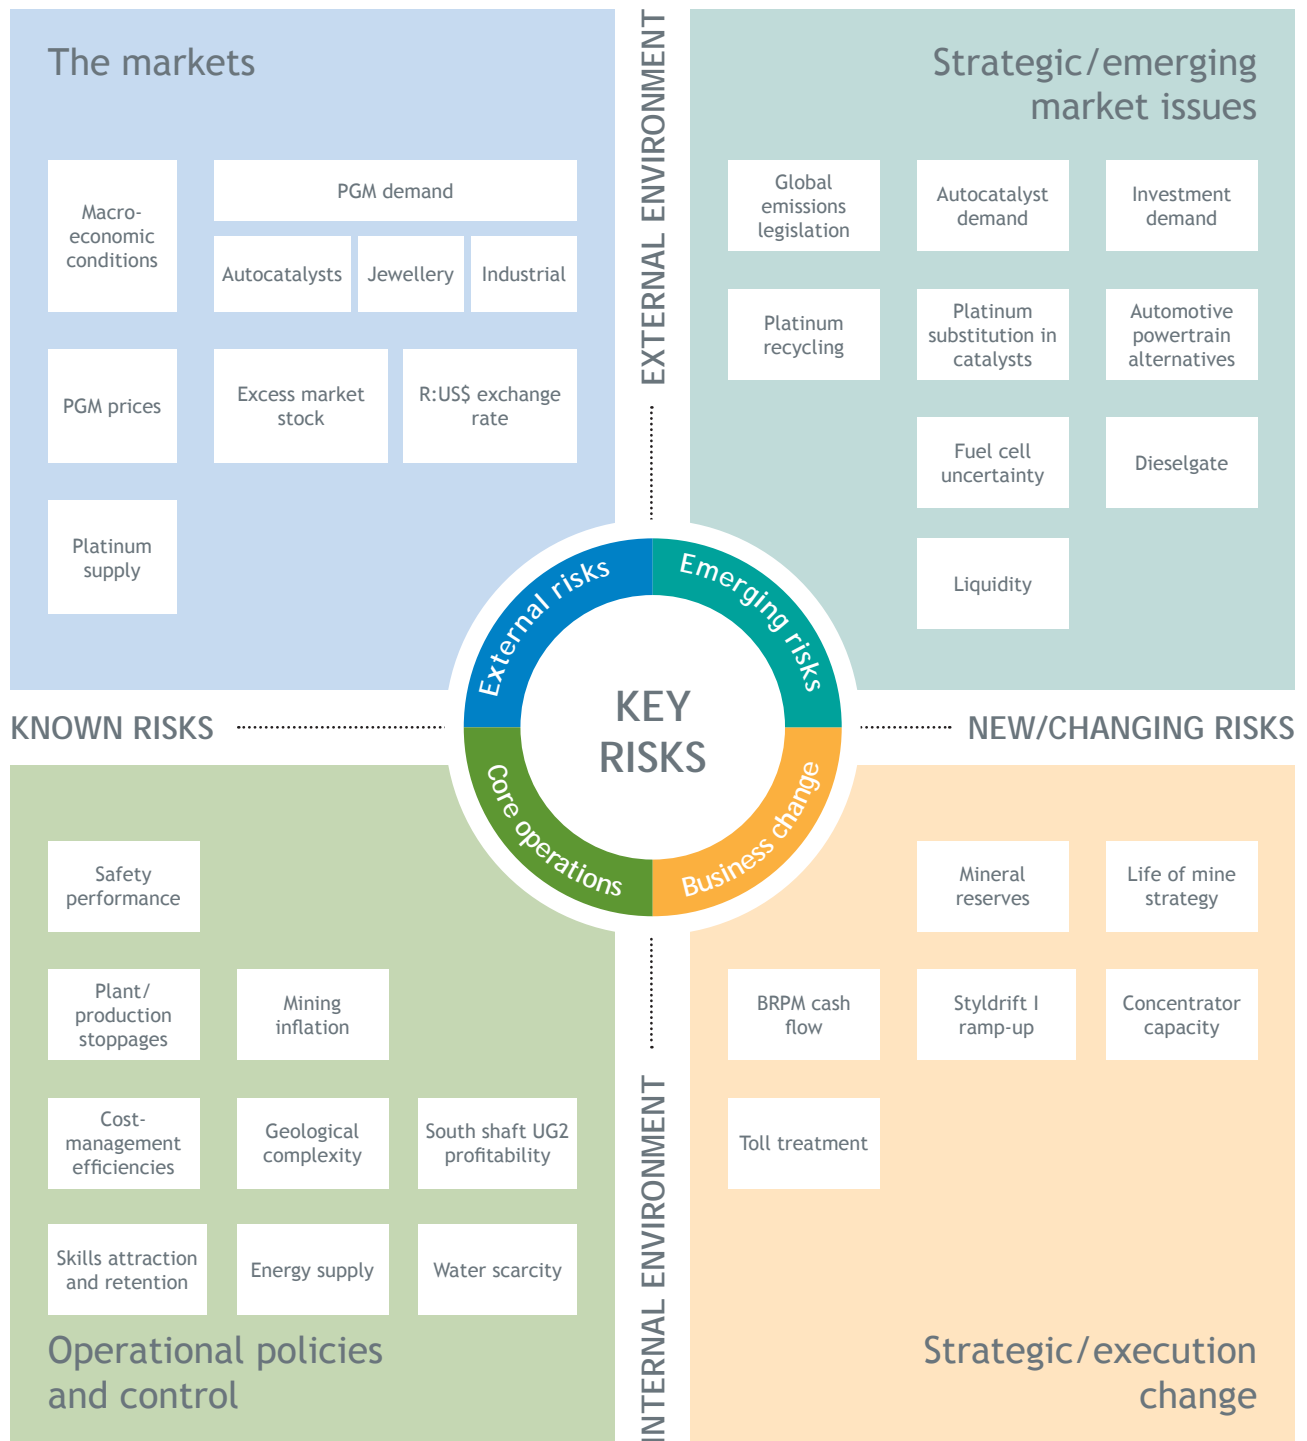 The markets
Macro-
economic
conditions
PGM demand
Autocatalysts
Jewellery
Industrial
PGM prices
Excess market
stock
R:US$ exchange
rate
Platinum
supply
EXTERNAL ENVIRONMENT
Strategic/emerging
market issues
Global
emissions
legislation
Autocatalyst
demand
Investment
demand
Platinum
recycling
Platinum
substitution in
catalysts
Automotive
powertrain
alternatives
Fuel cell
uncertainty
Dieselgate
Liquidity
KNOWN RISKS
External risks
Emerging risks
KEY
RISKS
Core operations
Business change
NEW/CHANGING RISKS
Safety
performance
Plant/
production
stoppages
Mining
inflation
Cost-
management
efficiencies
Geological
complexity
South shaft UG2
profitability
Skills attraction
and retention
Energy supply
Water scarcity
Operational policies
and control
INTERNAL ENVIRONMENT
Mineral
reserves
Life of mine
strategy
BRPM cash
flow
Styldrift I
ramp-up
Concentrator
capacity
Toll treatment
Strategic/execution
change